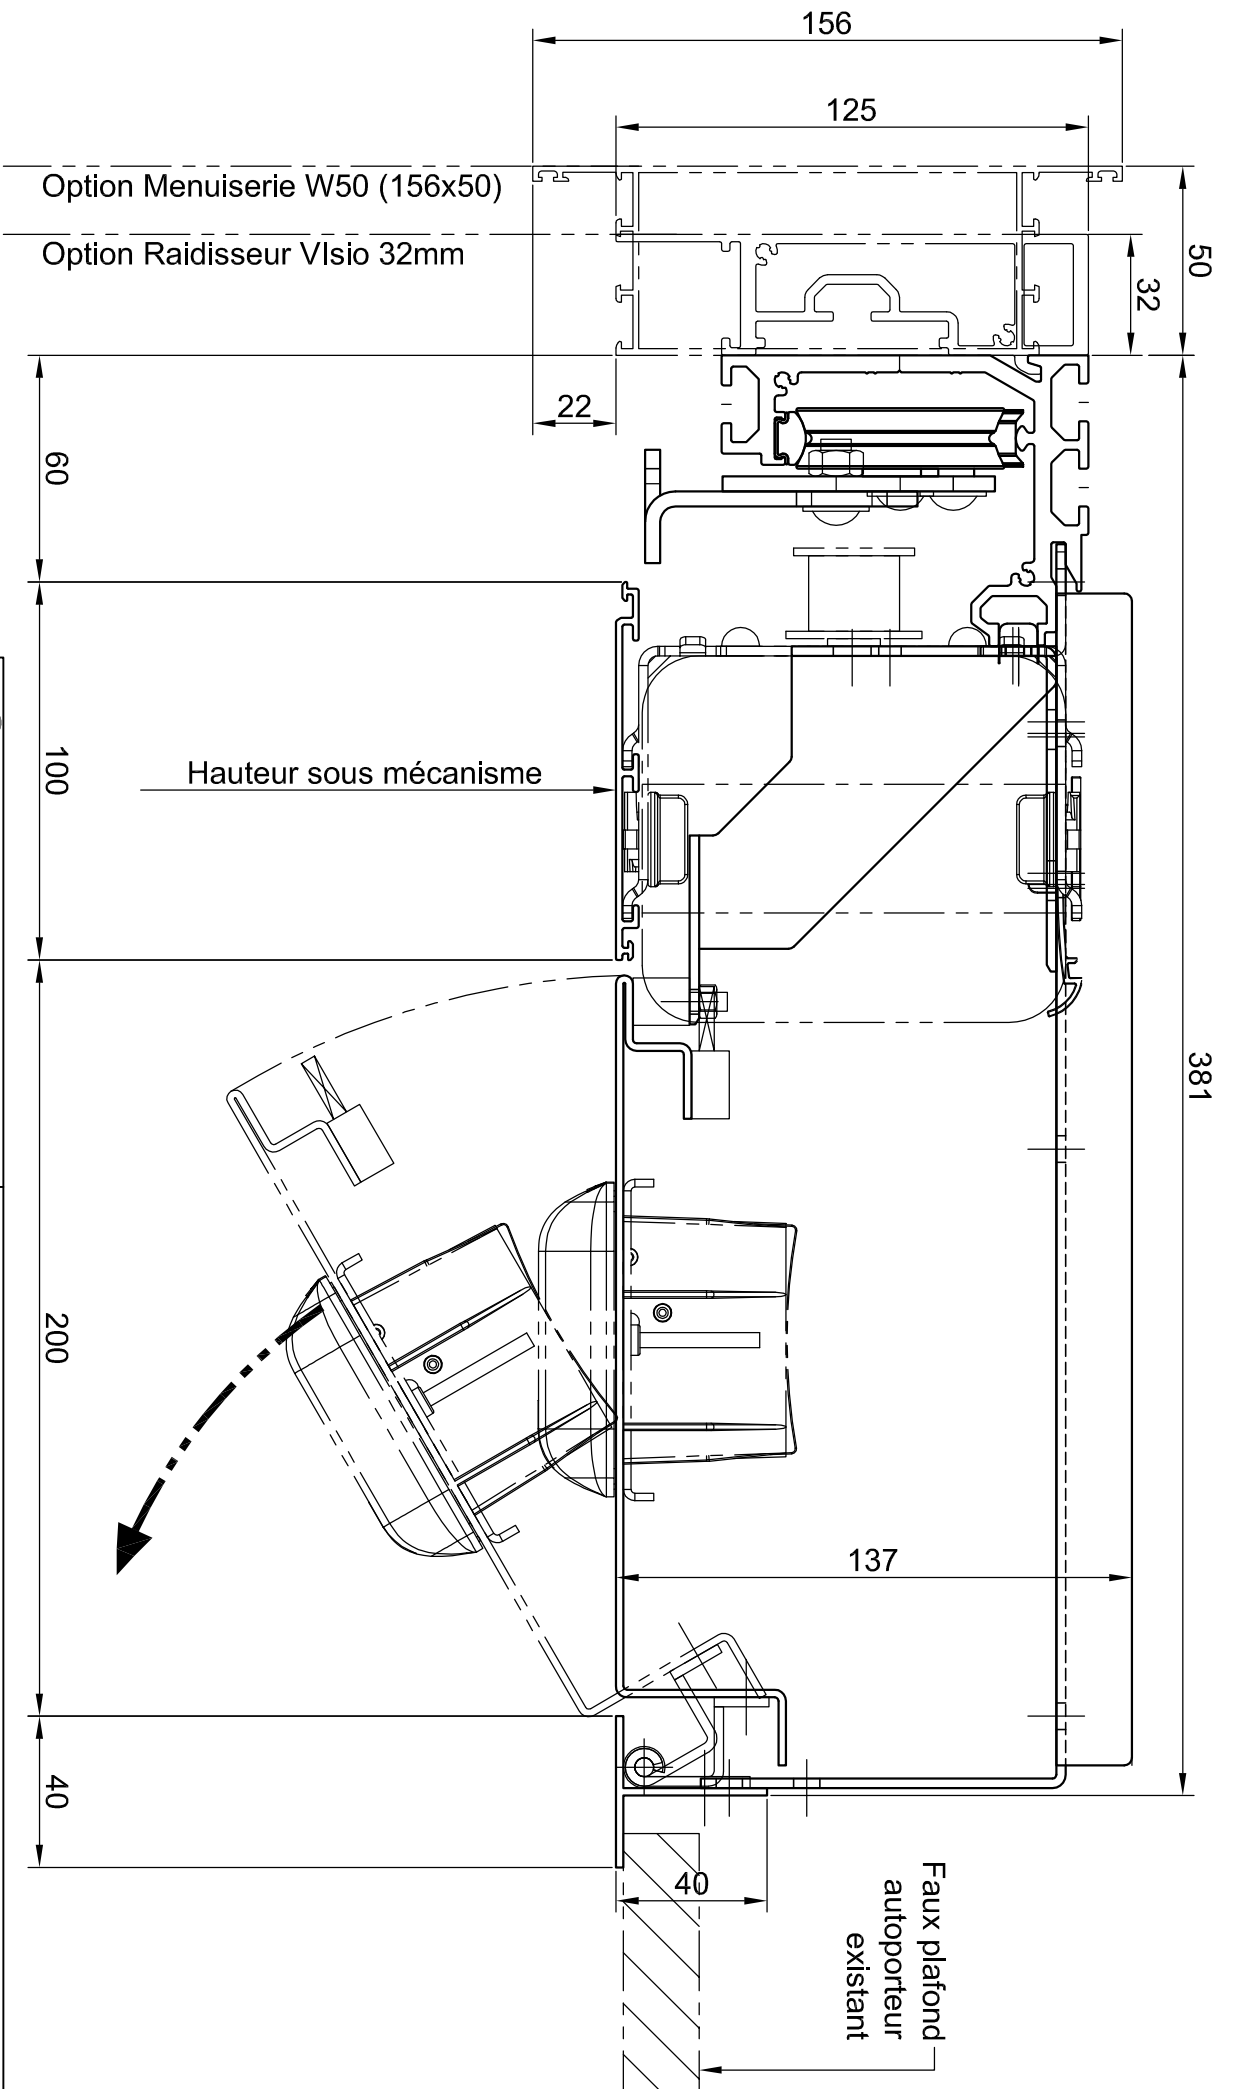 156
125
Option Menuiserie W50 (156x50)
Option Raidisseur VIsio 32mm
50
32
22
60
100
Hauteur sous mécanisme
381
200
137
40
40
Faux plafond
autoporteur
existant